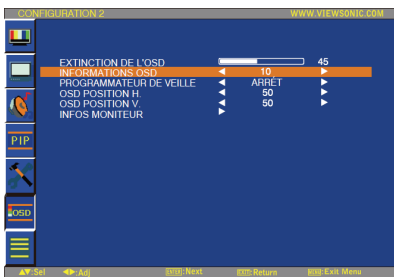 CONFIGURATION 2 WWW.VIEWSONIC.COM
EXTINCTION DE L'OSD 45
INFORMATIONS OSD 10
PROGRAMMATEUR DE VEILLE ARRÊT
OSD POSITION H. 50
OSD POSITION V. 50
INFOS MONITEUR
PIP
OSD
▲▼:Sel ◄►:Adj ENTER:Next EXIT:Return MENU:Exit Menu